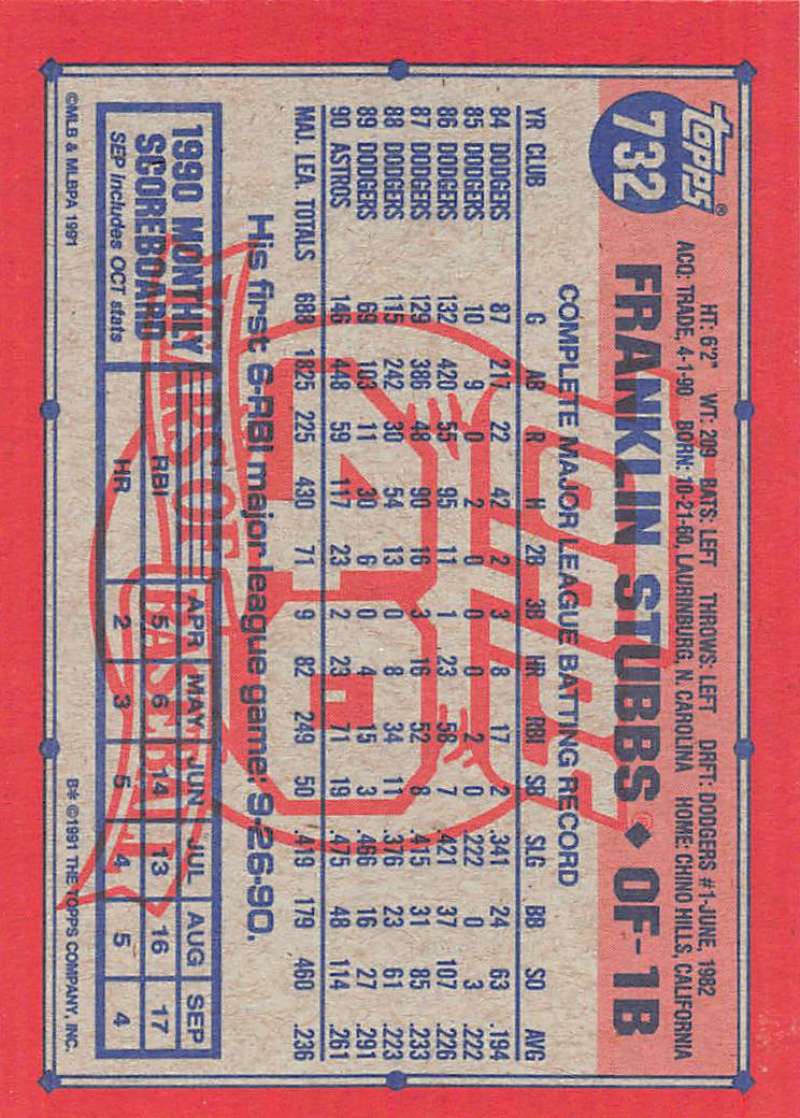 topps®
732
HT: 6'2" WT: 209 BATS: LEFT THROWS: LEFT DRFT: DODGERS #1-JUNE, 1982
ACQ: TRADE, 4-1-90 BORN: 10-21-60, LAURINBURG, N. CAROLINA HOME: CHINO HILLS, CALIFORNIA
FRANKLIN STUBBS ◆ OF-1B
COMPLETE MAJOR LEAGUE BATTING RECORD
YR CLUB G AB R H 2B 3B HR RBI SB SLG BB SO AVG
84 DODGERS 87 217 22 42 2 3 8 17 2 .341 24 63 .194
85 DODGERS 10 9 0 2 0 0 0 2 0 .222 0 3 .222
86 DODGERS 132 420 55 95 11 1 23 58 7 .421 37 107 .226
87 DODGERS 129 386 48 90 16 3 16 52 8 .415 31 85 .233
88 DODGERS 115 242 30 54 13 0 8 34 11 .376 23 61 .223
89 DODGERS 69 103 11 30 6 0 4 15 3 .466 16 27 .291
90 ASTROS 146 448 59 117 23 2 23 71 19 .475 48 114 .261
MAJ. LEA. TOTALS 688 1825 225 430 71 9 82 249 50 .419 179 460 .236
His first 6-RBI major league game: 9-26-90.
1990 MONTHLY
SCOREBOARD
SEP includes OCT stats
APR MAY JUN JUL AUG SEP
RBI 5 6 14 13 16 17
HR 2 3 5 4 5 4
©MLB & MLBPA 1991
B* ©1991 THE TOPPS COMPANY, INC.
topps®
40
YEARS OF BASEBALL